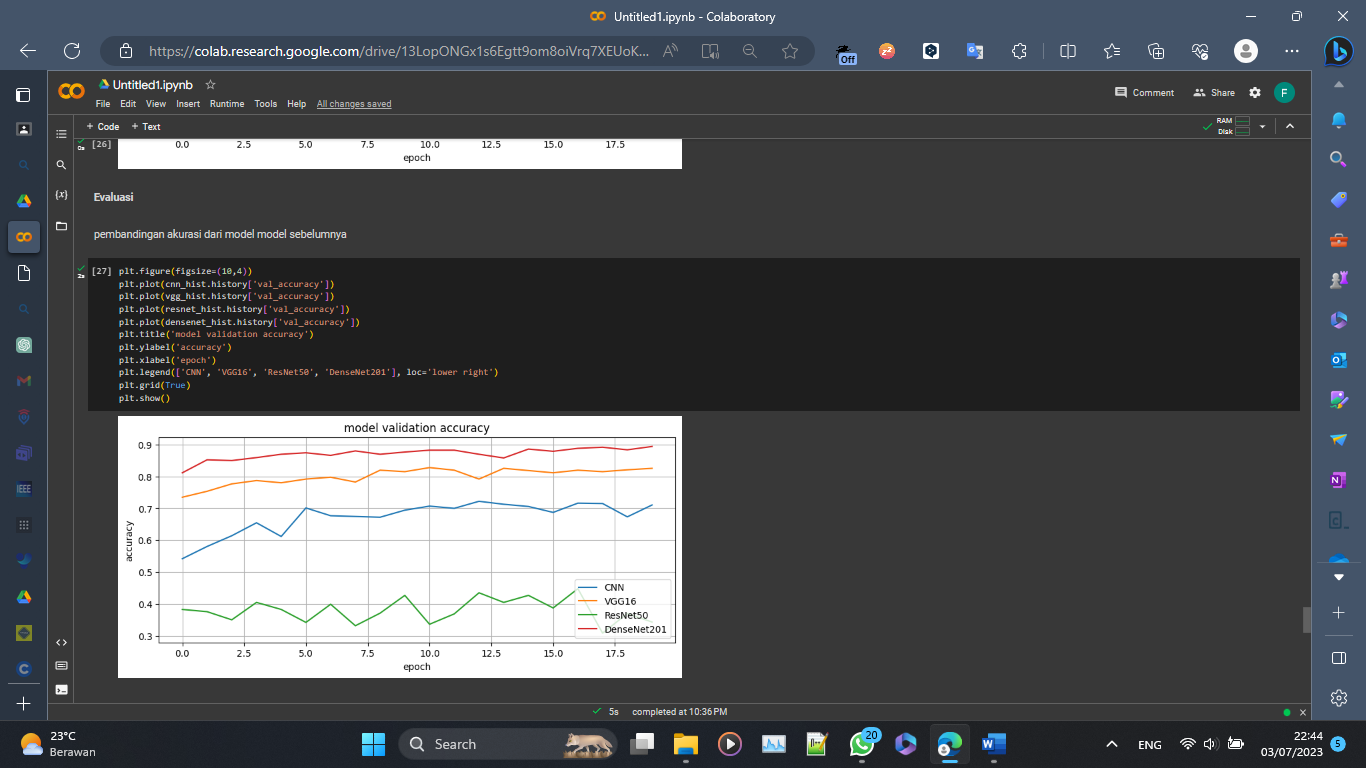 Untitled1.ipynb - Colaboratory
https://colab.research.google.com/drive/13LopONGx1s6Egtt9om8oiVrq7XEUoK...
Off
Untitled1.ipynb
File Edit View Insert Runtime Tools Help All changes saved
Comment Share F
+ Code + Text
RAM
Disk
[26]
0s
0.0 2.5 5.0 7.5 10.0 12.5 15.0 17.5
epoch
{x}
Evaluasi
pembandingan akurasi dari model model sebelumnya
[27] plt.figure(figsize=(10,4))
2s
plt.plot(cnn_hist.history['val_accuracy'])
plt.plot(vgg_hist.history['val_accuracy'])
plt.plot(resnet_hist.history['val_accuracy'])
plt.plot(densenet_hist.history['val_accuracy'])
plt.title('model validation accuracy')
plt.ylabel('accuracy')
plt.xlabel('epoch')
plt.legend(['CNN', 'VGG16', 'ResNet50', 'DenseNet201'], loc='lower right')
plt.grid(True)
plt.show()
model validation accuracy
0.9
0.8
0.7
0.6
0.5
0.4
0.3
accuracy
CNN
VGG16
ResNet50
DenseNet201
0.0 2.5 5.0 7.5 10.0 12.5 15.0 17.5
epoch
IEEE
5s completed at 10:36 PM
23°C
Berawan
Search
20
ENG
22:44
03/07/2023
5